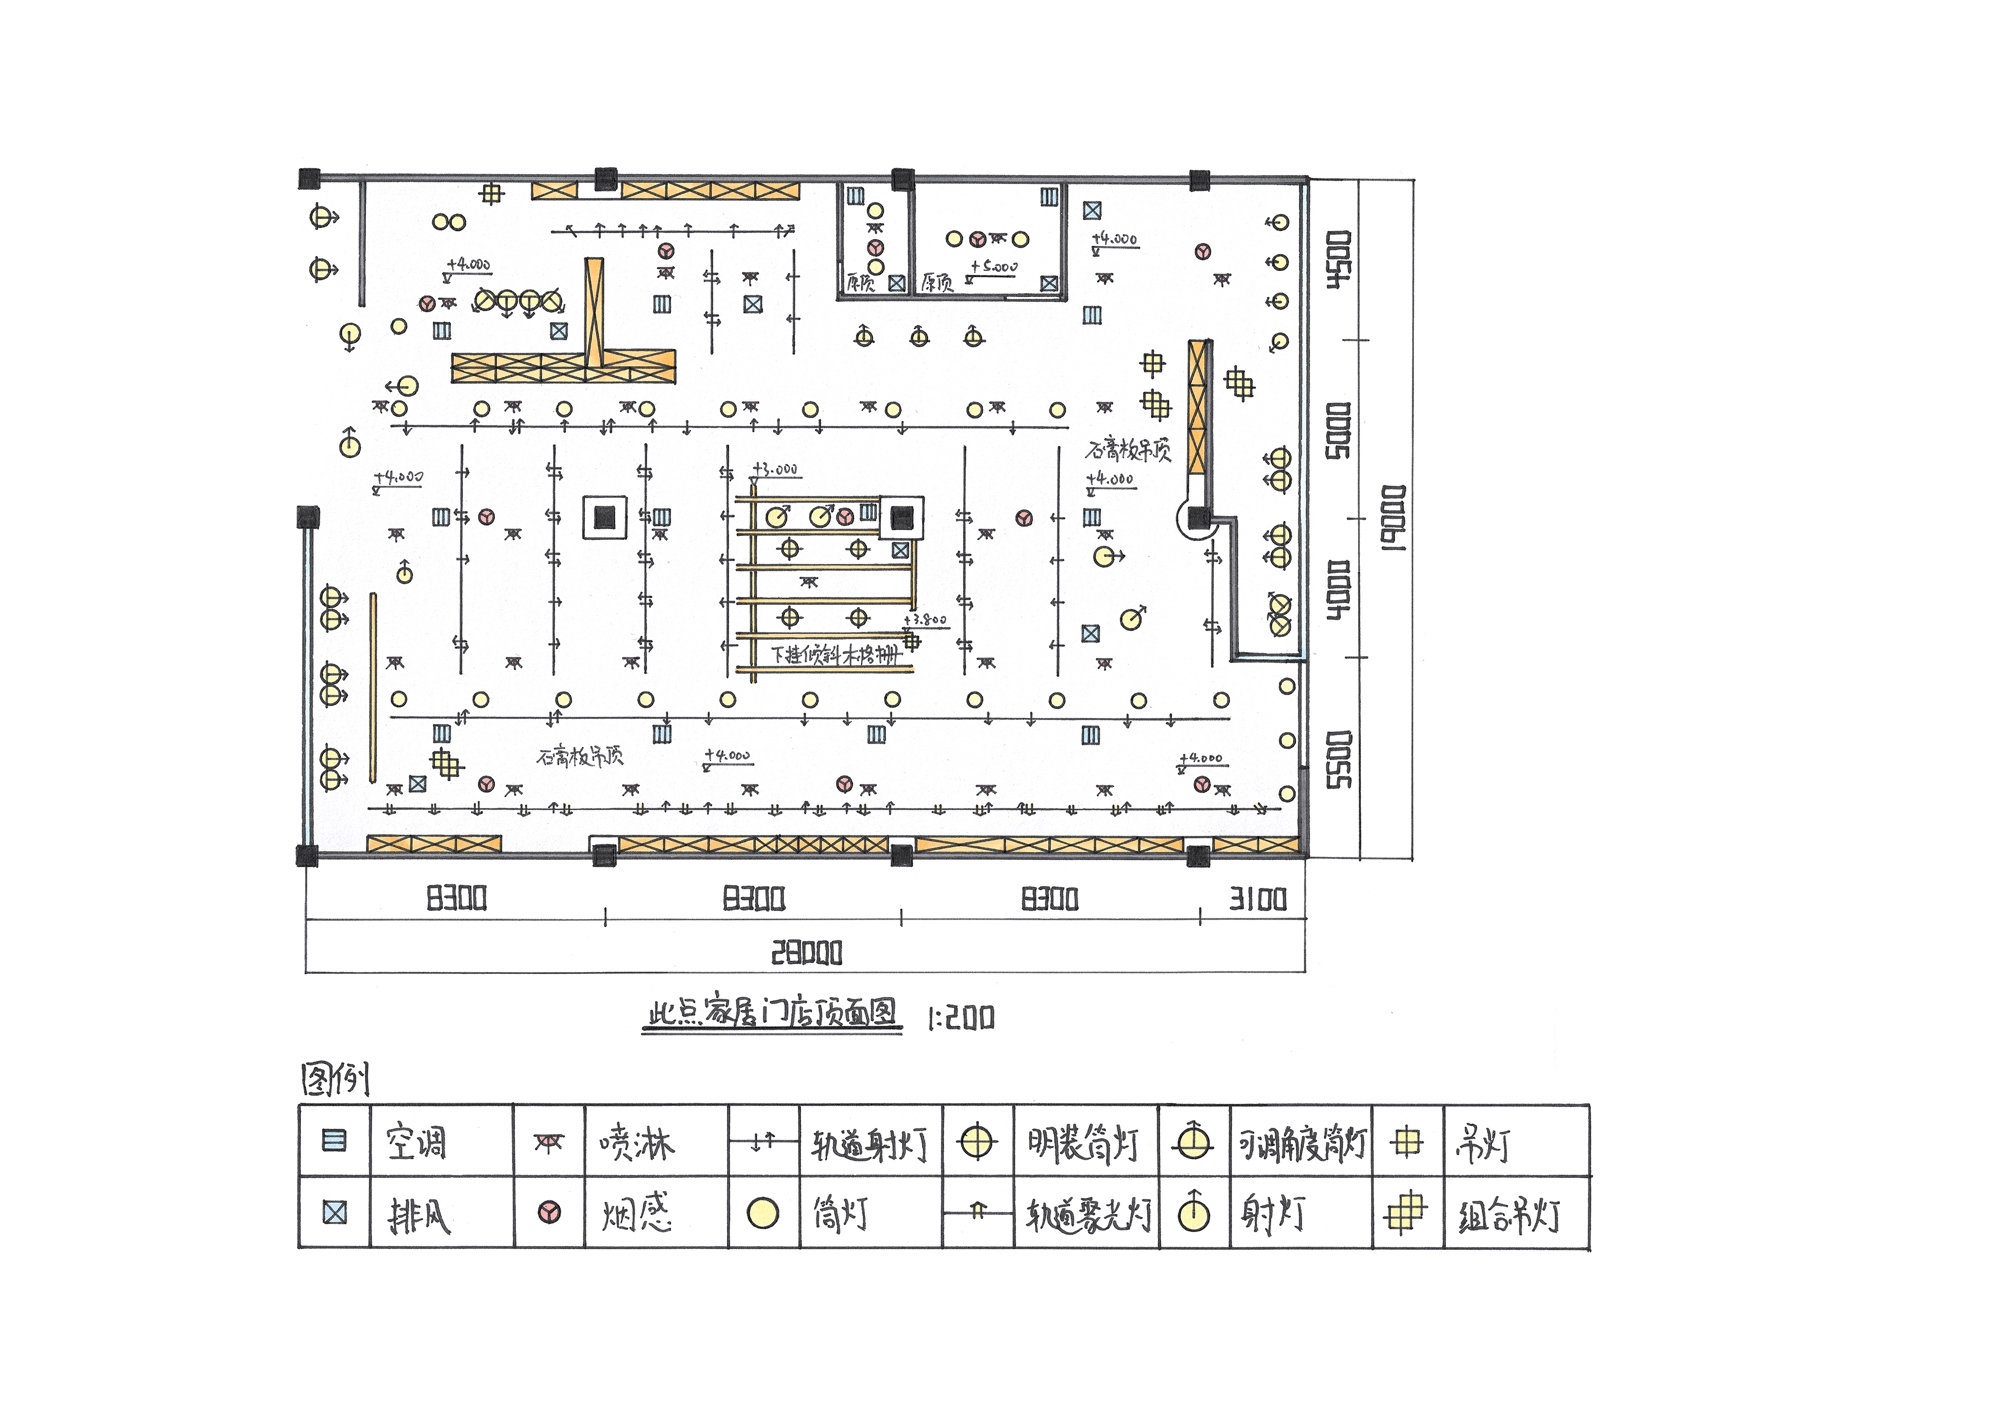 +4.000
原顶
原顶
+5.000
+4.000
4500
5000
4000
5500
19000
+4.000
+3.000
石膏板吊顶
+4.000
+3.800
下挂倾斜木格栅
石膏板吊顶
+4.000
+4.000
8300
8300
8300
3100
28000
此点家居门店顶面图 1:200
图例
空调 喷淋 轨道射灯 明装筒灯 可调角度筒灯 吊灯
排风 烟感 筒灯 轨道聚光灯 射灯 组合吊灯